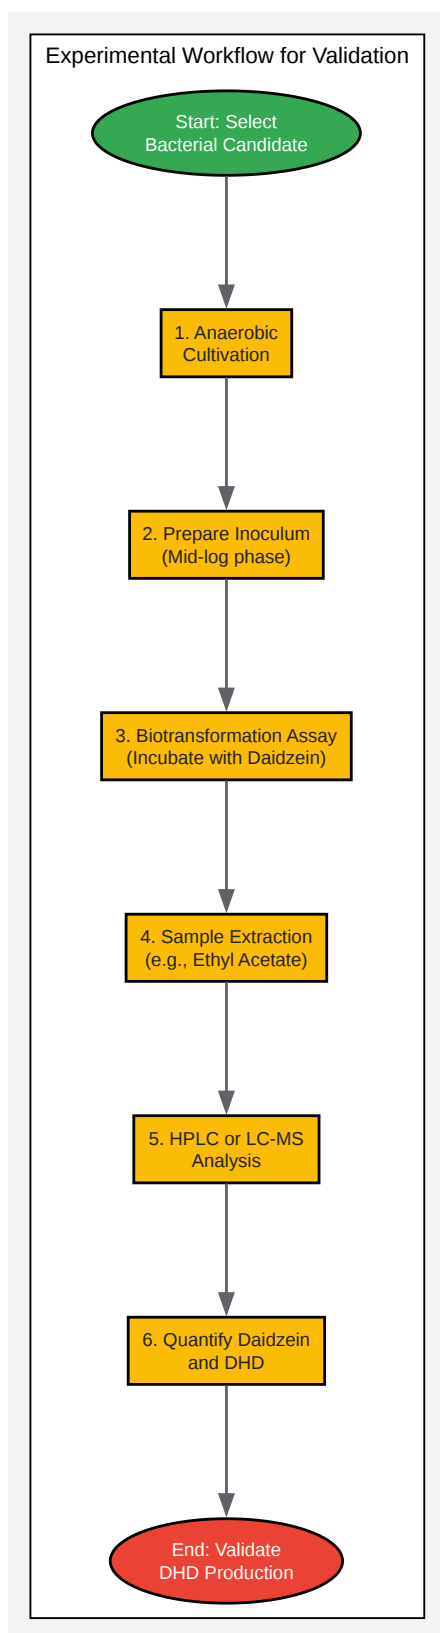 Experimental Workflow for Validation
Start: Select
Bacterial Candidate
1. Anaerobic
Cultivation
2. Prepare Inoculum
(Mid-log phase)
3. Biotransformation Assay
(Incubate with Daidzein)
4. Sample Extraction
(e.g., Ethyl Acetate)
5. HPLC or LC-MS
Analysis
6. Quantify Daidzein
and DHD
End: Validate
DHD Production